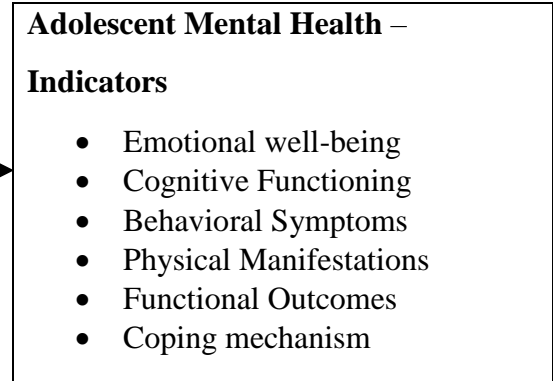 Adolescent Mental Health –
Indicators
• Emotional well-being
• Cognitive Functioning
• Behavioral Symptoms
• Physical Manifestations
• Functional Outcomes
• Coping mechanism